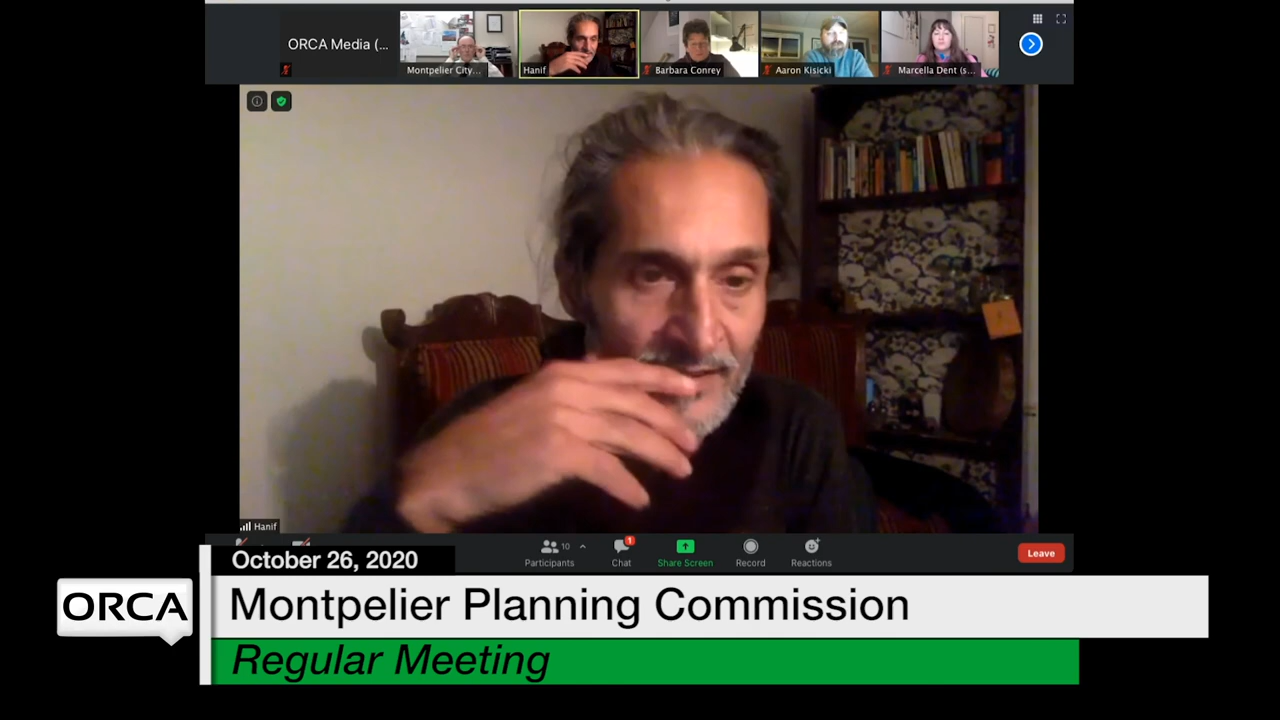 ORCA Media (...
Montpelier City...
Hanif
Barbara Conrey
Aaron Kisicki
Marcella Dent (s...
Hanif
10
1
Participants
Chat
Share Screen
Record
Reactions
Leave
October 26, 2020
ORCA
Montpelier Planning Commission
Regular Meeting